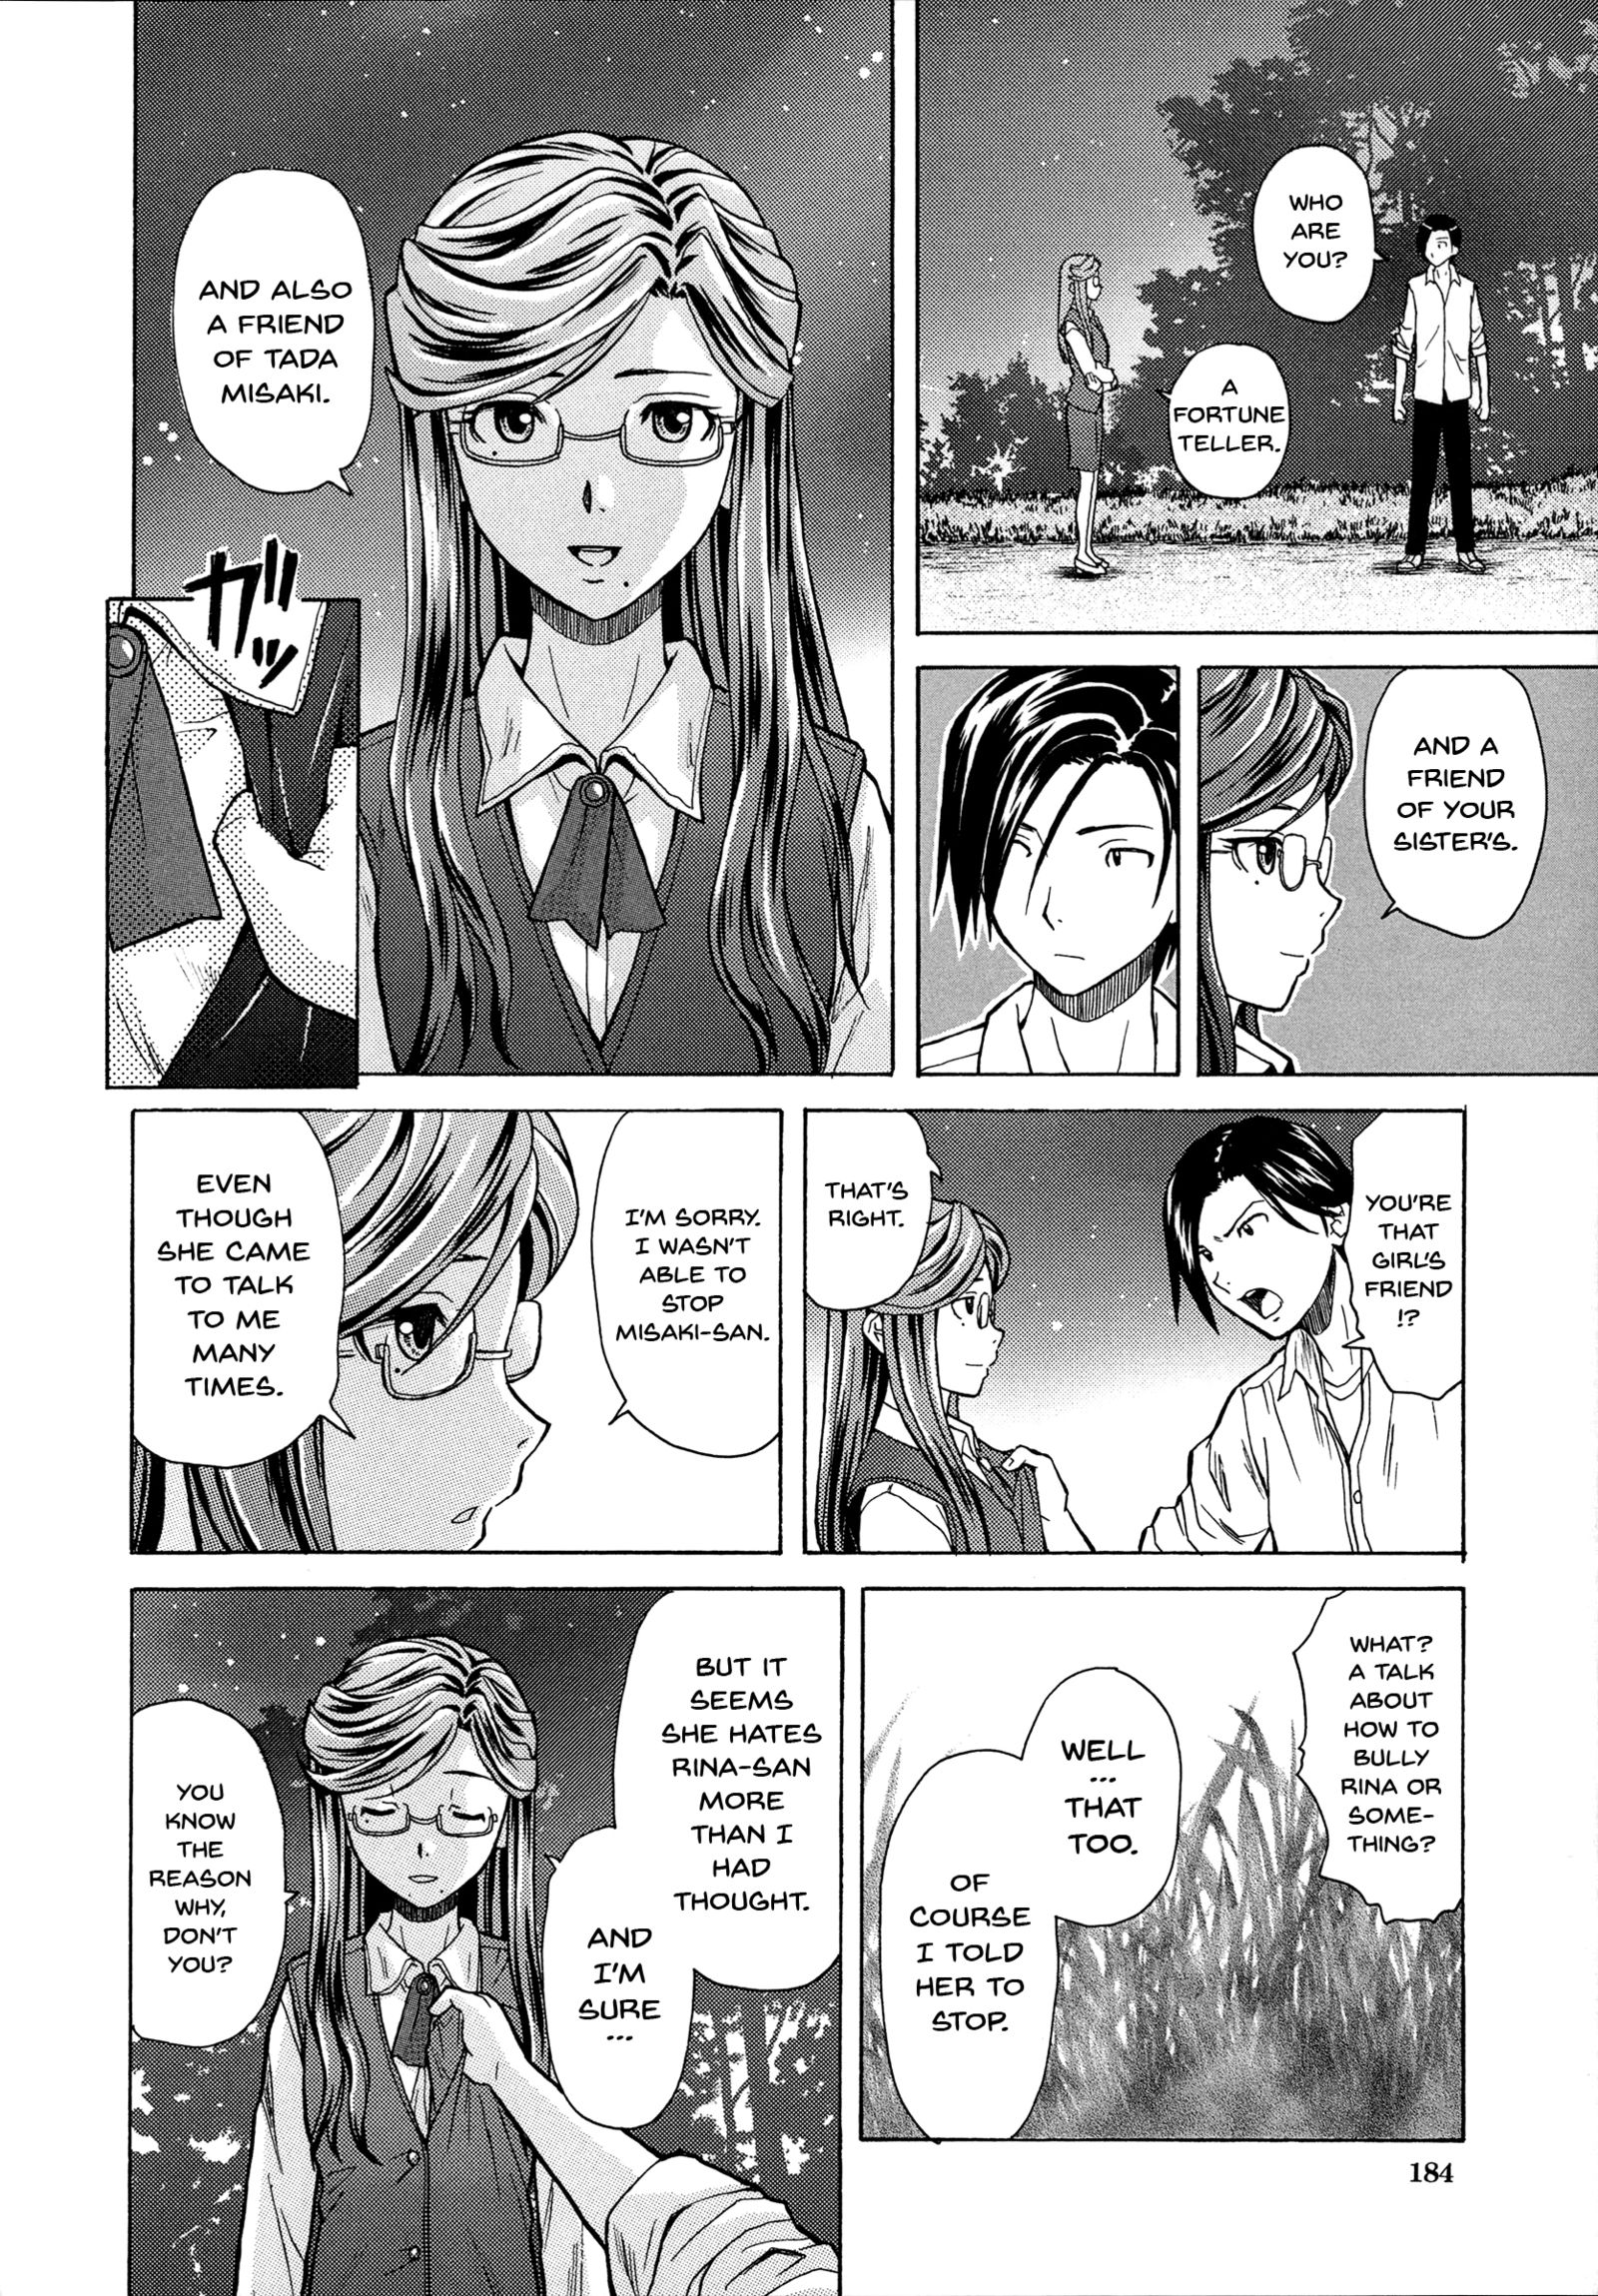 WHO
ARE
YOU?
A
FORTUNE
TELLER.
AND A
FRIEND
OF YOUR
SISTER'S.
AND ALSO
A FRIEND
OF TADA
MISAKI.
ガッ
YOU'RE
THAT
GIRL'S
FRIEND
!?
THAT'S
RIGHT.
I'M SORRY.
I WASN'T
ABLE TO
STOP
MISAKI-SAN.
EVEN
THOUGH
SHE CAME
TO TALK
TO ME
MANY
TIMES.
WHAT?
A TALK
ABOUT
HOW TO
BULLY
RINA OR
SOME-
THING?
WELL
...
THAT
TOO.
OF
COURSE
I TOLD
HER TO
STOP.
BUT IT
SEEMS
SHE HATES
RINA-SAN
MORE
THAN I
HAD
THOUGHT.
AND
I'M
SURE
...
YOU
KNOW
THE
REASON
WHY,
DON'T
YOU?
184